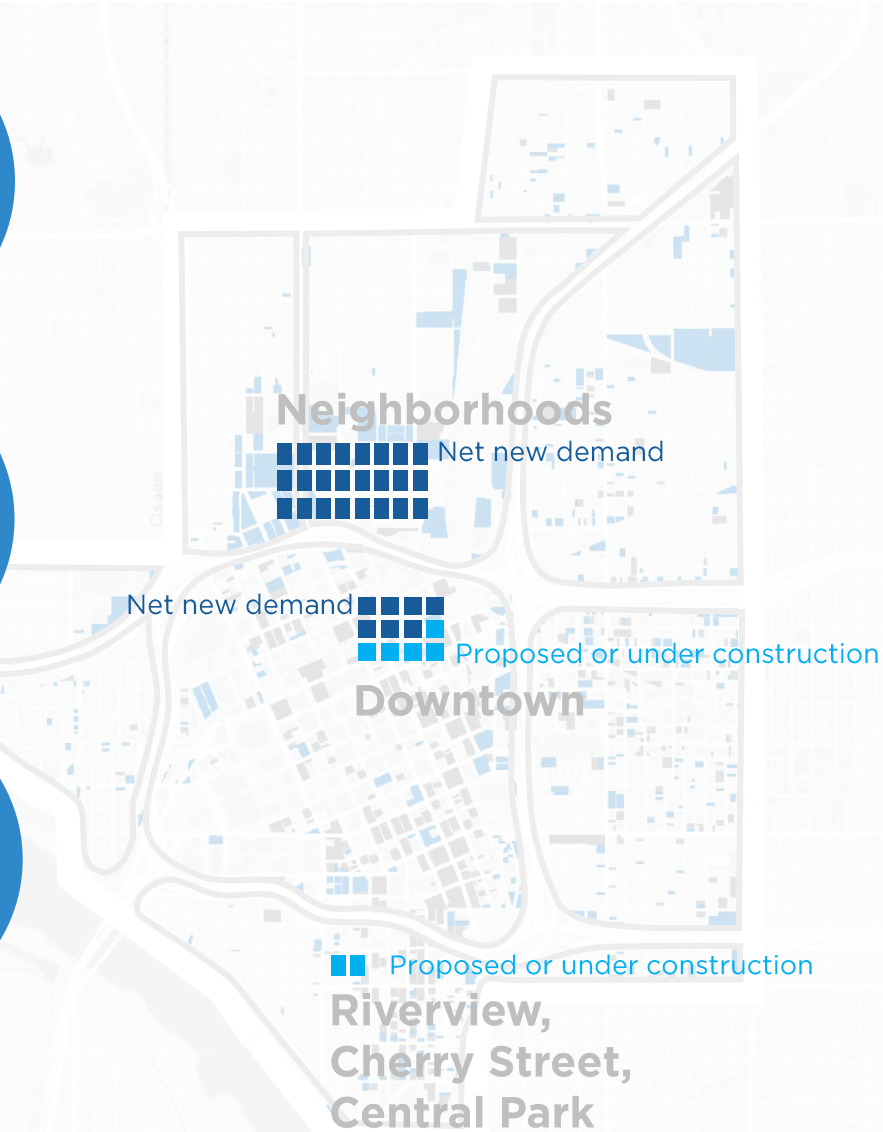 Neighborhoods
Net new demand
Osage
Net new demand
Proposed or under construction
Downtown
Proposed or under construction
Riverview,
Cherry Street,
Central Park